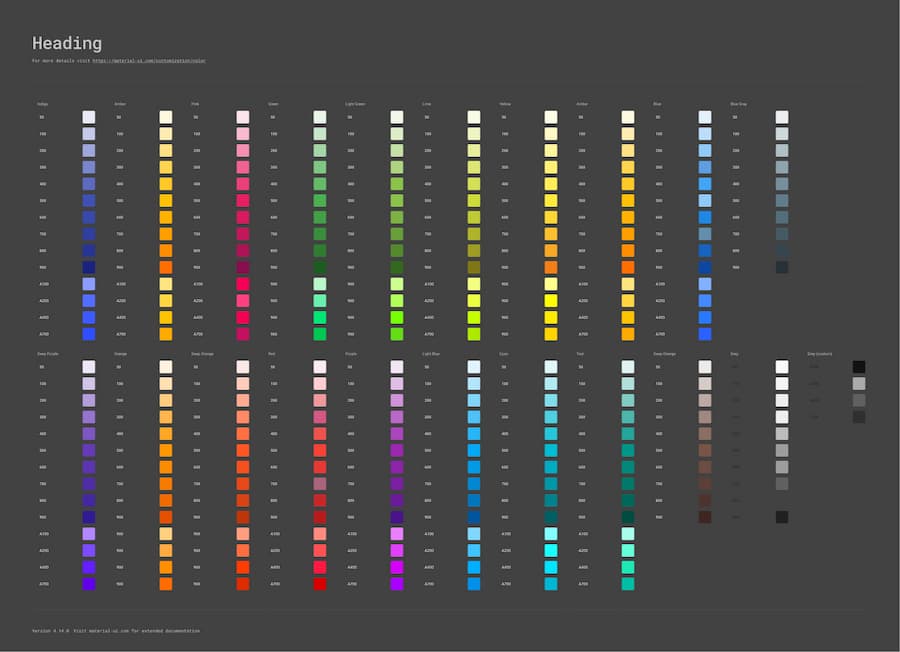 Heading
For more details visit https://material-ui.com/customization/color
Indigo Amber Pink Green Light Green Lime Yellow Amber Blue Blue Gray
50 50 50 50 50 50 50 50 50 50
100 100 100 100 100 100 100 100 100 100
200 200 200 200 200 200 200 200 200 200
300 300 300 300 300 300 300 300 300 300
400 400 400 400 400 400 400 400 400 400
500 500 500 500 500 500 500 500 500 500
600 600 600 600 600 600 600 600 600 600
700 700 700 700 700 700 700 700 700 700
800 800 800 800 800 800 800 800 800 800
900 900 900 900 900 900 900 900 900 900
A100 A100 A100 900 900 A100 900 A100 A100
A200 A200 A200 900 900 A200 900 A200 A200
A400 A400 A400 900 900 A400 900 A400 A400
A700 A700 A700 900 900 A700 900 A700 A700
Deep Purple Orange Deep Orange Red Purple Light Blue Cyan Teal Deep Orange Grey Grey (custom)
50 50 50 50 50 50 50 50 50
100 100 100 100 100 100 100 100 100
200 200 200 200 200 200 200 200 200
300 300 300 300 300 300 300 300 300
400 400 400 400 400 400 400 400 400
500 500 500 500 500 500 500 500 500
600 600 600 600 600 600 600 600 600
700 700 700 700 700 700 700 700 700
800 800 800 800 800 800 800 800 800
900 900 900 900 900 900 900 900 900
A100 900 900 A100 A100 A100 A100 A100
A200 900 900 A200 A200 A200 A200 A200
A400 900 900 A400 A400 A400 A400 A400
A700 900 900 A700 A700 A700 A700 A700
Version 4.14.0 Visit material-ui.com for extended documentation